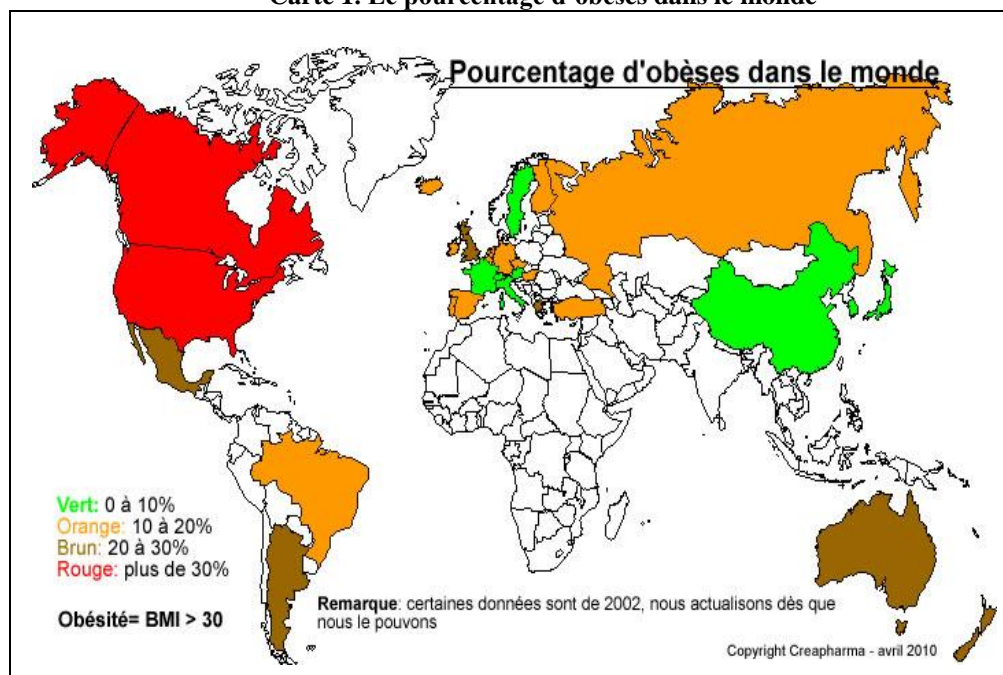 Carte 1. Le pourcentage d'obèses dans le monde
Pourcentage d'obèses dans le monde
Vert: 0 à 10%
Orange: 10 à 20%
Brun: 20 à 30%
Rouge: plus de 30%
Obésité= BMI > 30
Remarque: certaines données sont de 2002, nous actualisons dès que
nous le pouvons
Copyright Creapharma - avril 2010